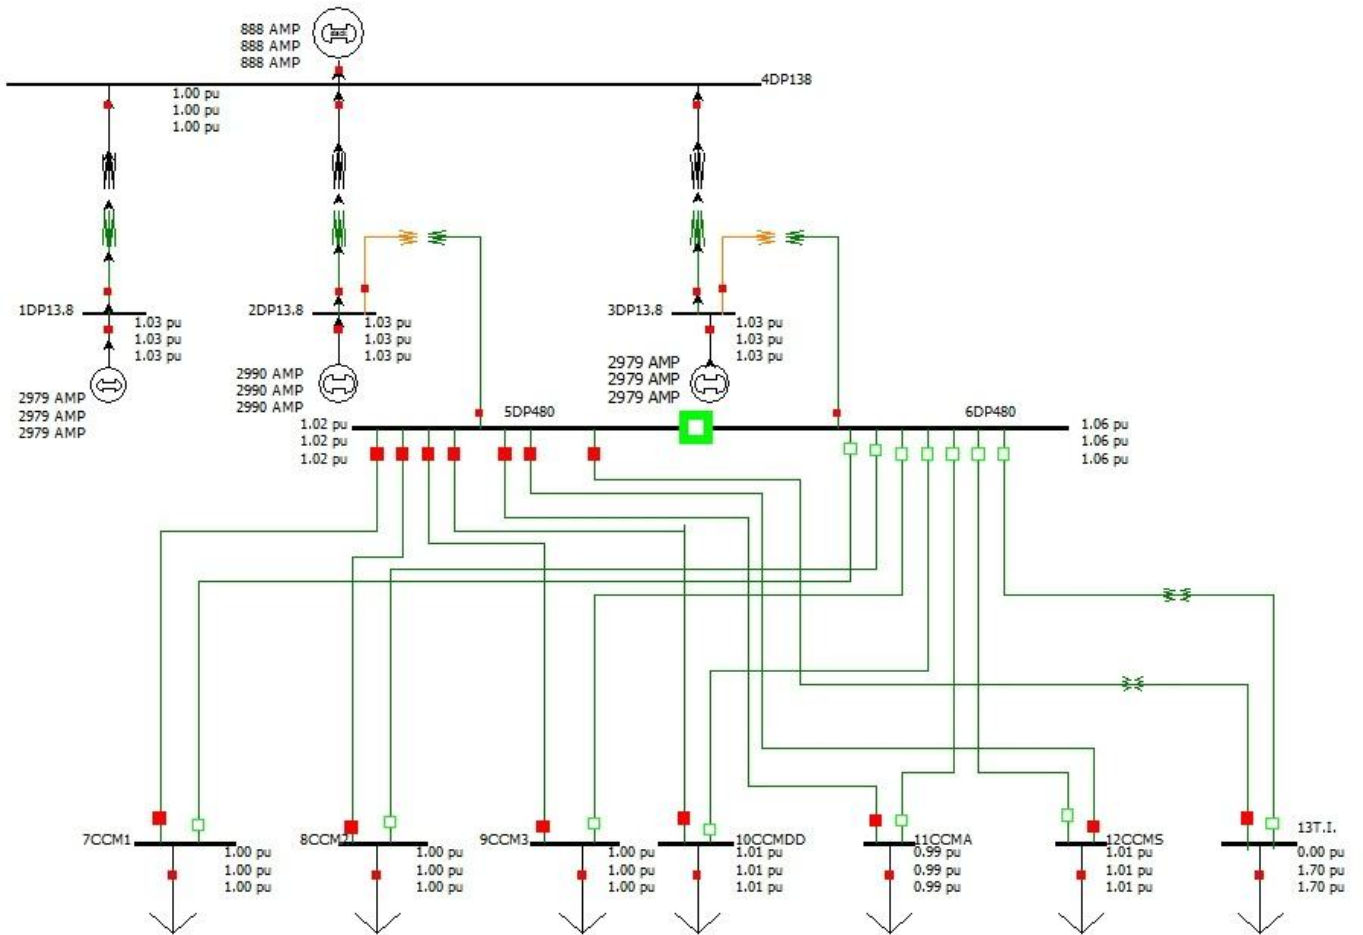 888 AMP
888 AMP
888 AMP
4DP138
1.00 pu
1.00 pu
1.00 pu
1DP13.8
1.03 pu
1.03 pu
1.03 pu
2979 AMP
2979 AMP
2979 AMP
2DP13.8
1.03 pu
1.03 pu
1.03 pu
2990 AMP
2990 AMP
2990 AMP
3DP13.8
1.03 pu
1.03 pu
1.03 pu
2979 AMP
2979 AMP
2979 AMP
5DP480
1.02 pu
1.02 pu
1.02 pu
6DP480
1.06 pu
1.06 pu
1.06 pu
7CCM1
1.00 pu
1.00 pu
1.00 pu
8CCM2
1.00 pu
1.00 pu
1.00 pu
9CCM3
1.00 pu
1.00 pu
1.00 pu
10CCMDD
1.01 pu
1.01 pu
1.01 pu
11CCMA
0.99 pu
0.99 pu
0.99 pu
12CCMS
1.01 pu
1.01 pu
1.01 pu
13T.I.
0.00 pu
1.70 pu
1.70 pu